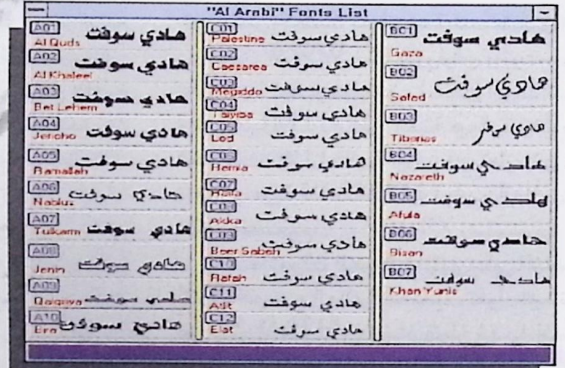 "Al Arabi" Fonts List
A01 هادي سوفت
Al Quds
A02 هادي سوفت
Al Khaleel
A03 هادي سوفت
Bet Lehem
A04 هادي سوفت
Jericho
A05 هادي سوفت
Ramallah
A06 هادي سوفت
Nabluz
A07 هادي سوفت
Tulkarm
A08 هادي سوفت
Jenin
A09 هادي سوفت
A10 هادي سوفت
C01 هادي سوفت
Palestine
C02 هادي سوفت
Caesarea
C03 هادي سوفت
Megiddo
C04 هادي سوفت
Taiyiba
C05 هادي سوفت
Lod
C06 هادي سوفت
C07 هادي سوفت
Haifa
C08 هادي سوفت
Akka
C09 هادي سوفت
Beer Sabeh
C10 هادي سوفت
Rafah
C11 هادي سوفت
Atlit
C12 هادي سوفت
Elat
B01 هادي سوفت
Gaza
B02 هادي سوفت
Safad
B03 هادي سوفت
Tiberias
B04 هادي سوفت
Nazareth
B05 هادي سوفت
Afula
B06 هادي سوفت
Bisan
B07 هادي سوفت
Khan Yunis